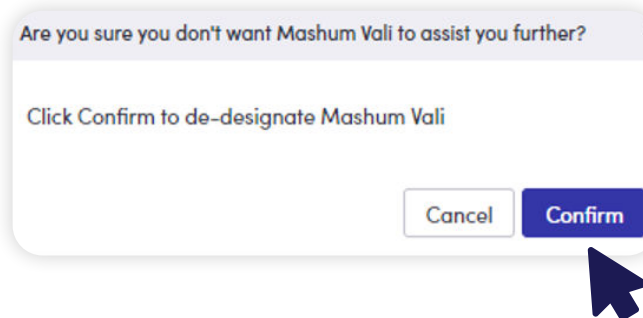 Are you sure you don't want Mashum Vali to assist you further?
Click Confirm to de-designate Mashum Vali
Cancel Confirm